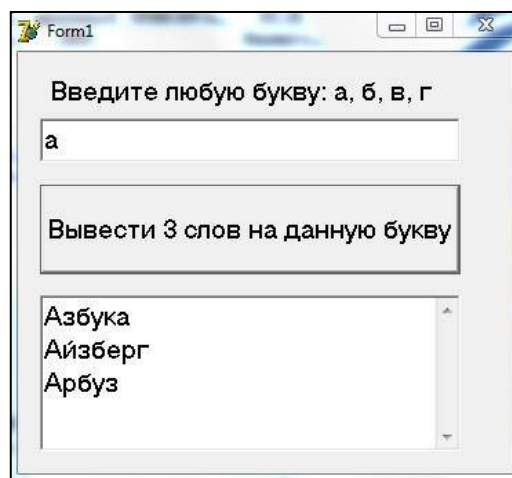 Form1
Введите любую букву: а, б, в, г
а
Вывести 3 слов на данную букву
Азбука
Айзберг
Арбуз